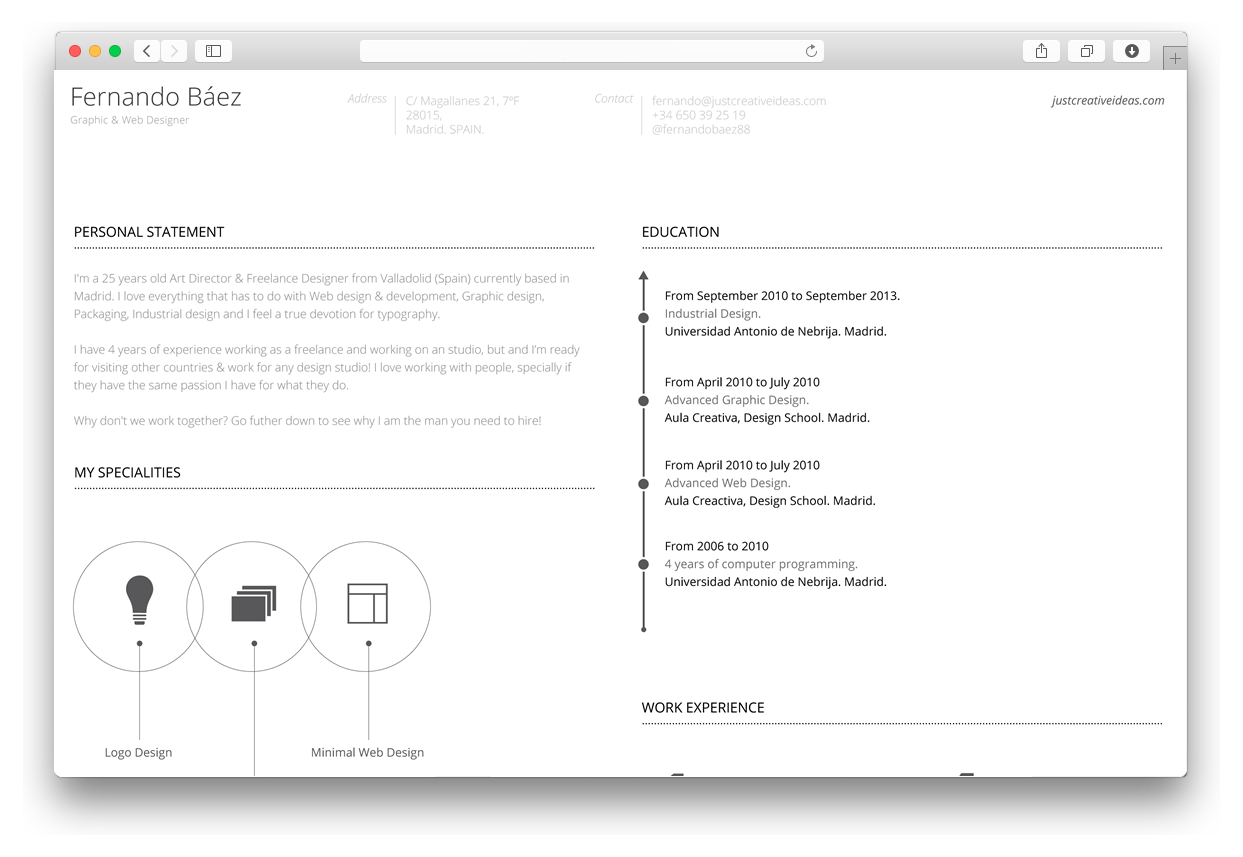 Fernando Báez
Graphic & Web Designer
Address
C/ Magallanes 21, 7ºF
28015,
Madrid. SPAIN.
Contact
fernando@justcreativeideas.com
+34 650 39 25 19
@fernandobaez88
justcreativeideas.com
PERSONAL STATEMENT
I'm a 25 years old Art Director & Freelance Designer from Valladolid (Spain) currently based in
Madrid. I love everything that has to do with Web design & development, Graphic design,
Packaging, Industrial design and I feel a true devotion for typography.
I have 4 years of experience working as a freelance and working on an studio, but and I'm ready
for visiting other countries & work for any design studio! I love working with people, specially if
they have the same passion I have for what they do.
Why don't we work together? Go futher down to see why I am the man you need to hire!
MY SPECIALITIES
Logo Design
Minimal Web Design
EDUCATION
From September 2010 to September 2013.
Industrial Design.
Universidad Antonio de Nebrija. Madrid.
From April 2010 to July 2010
Advanced Graphic Design.
Aula Creativa, Design School. Madrid.
From April 2010 to July 2010
Advanced Web Design.
Aula Creactiva, Design School. Madrid.
From 2006 to 2010
4 years of computer programming.
Universidad Antonio de Nebrija. Madrid.
WORK EXPERIENCE